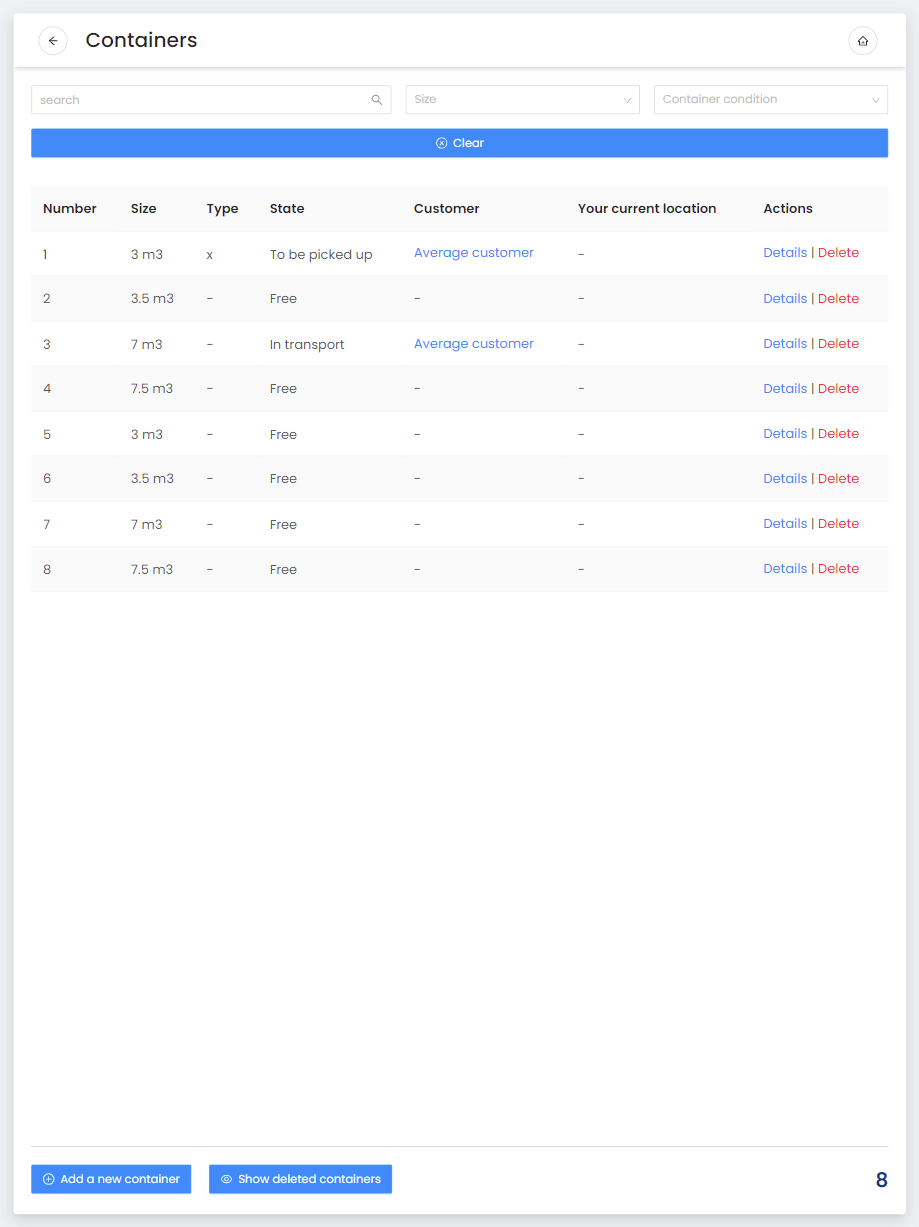 Containers
search Size Container condition
Clear
Number Size Type State Customer Your current location Actions
1 3 m3 x To be picked up Average customer - Details | Delete
2 3.5 m3 - Free - - Details | Delete
3 7 m3 - In transport Average customer - Details | Delete
4 7.5 m3 - Free - - Details | Delete
5 3 m3 - Free - - Details | Delete
6 3.5 m3 - Free - - Details | Delete
7 7 m3 - Free - - Details | Delete
8 7.5 m3 - Free - - Details | Delete
Add a new container Show deleted containers 8